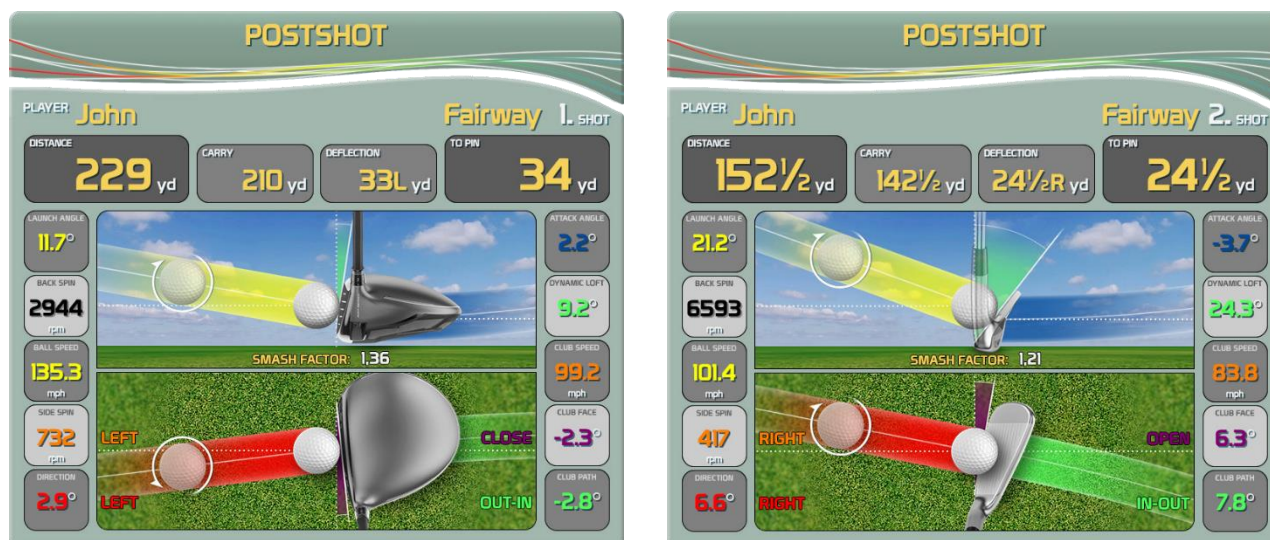 POSTSHOT
PLAYER John Fairway 1. SHOT
DISTANCE CARRY DEFLECTION TO PIN
229 yd 210 yd 33L yd 34 yd
LAUNCH ANGLE ATTACK ANGLE
11.7° 2.2°
BACK SPIN DYNAMIC LOFT
2944 rpm 9.2°
BALL SPEED SMASH FACTOR: 1,36 CLUB SPEED
135.3 mph 99.2 mph
SIDE SPIN CLUB FACE
732 rpm LEFT CLOSE -2.3°
DIRECTION CLUB PATH
2.9° LEFT OUT-IN -2.8°
POSTSHOT
PLAYER John Fairway 2. SHOT
DISTANCE CARRY DEFLECTION TO PIN
152½ yd 142½ yd 24½R yd 24½ yd
LAUNCH ANGLE ATTACK ANGLE
21.2° -3.7°
BACK SPIN DYNAMIC LOFT
6593 rpm 24.3°
BALL SPEED SMASH FACTOR: 1,21 CLUB SPEED
101.4 mph 83.8 mph
SIDE SPIN CLUB FACE
417 rpm RIGHT OPEN 6.3°
DIRECTION CLUB PATH
6.6° RIGHT IN-OUT 7.8°